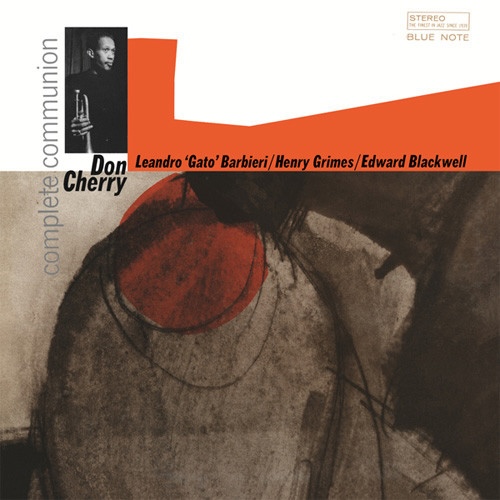 STEREO
THE FINEST IN JAZZ SINCE 1939
BLUE NOTE
compléte communion
Don
Cherry
Leandro ‘Gato’ Barbieri/Henry Grimes/Edward Blackwell